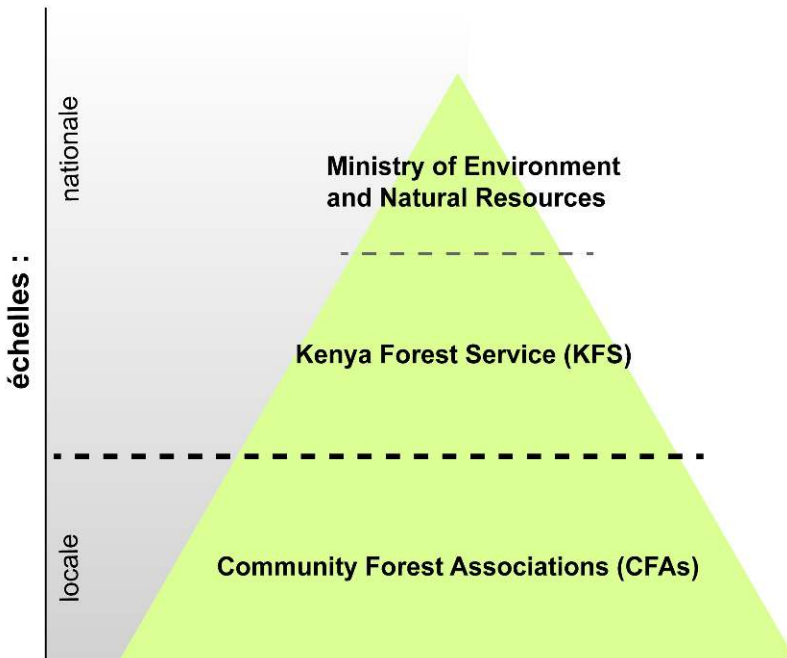 échelles :
nationale
Ministry of Environment
and Natural Resources
Kenya Forest Service (KFS)
locale
Community Forest Associations (CFAs)